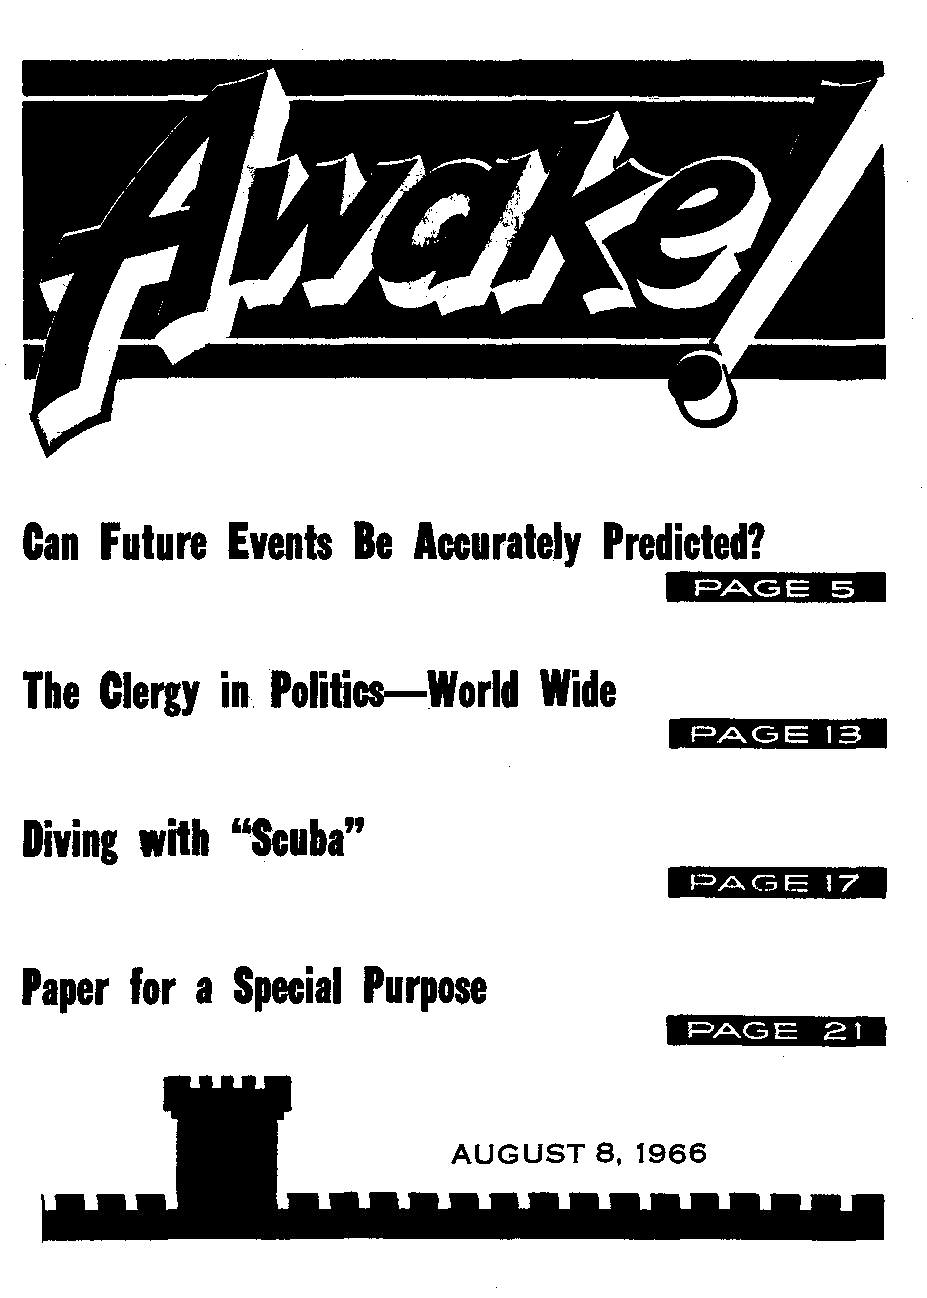 Awake!
Can Future Events Be Accurately Predicted?
PAGE 5
The Clergy in Politics—World Wide
PAGE 13
Diving with “Scuba”
PAGE 17
Paper for a Special Purpose
PAGE 21
AUGUST 8, 1966